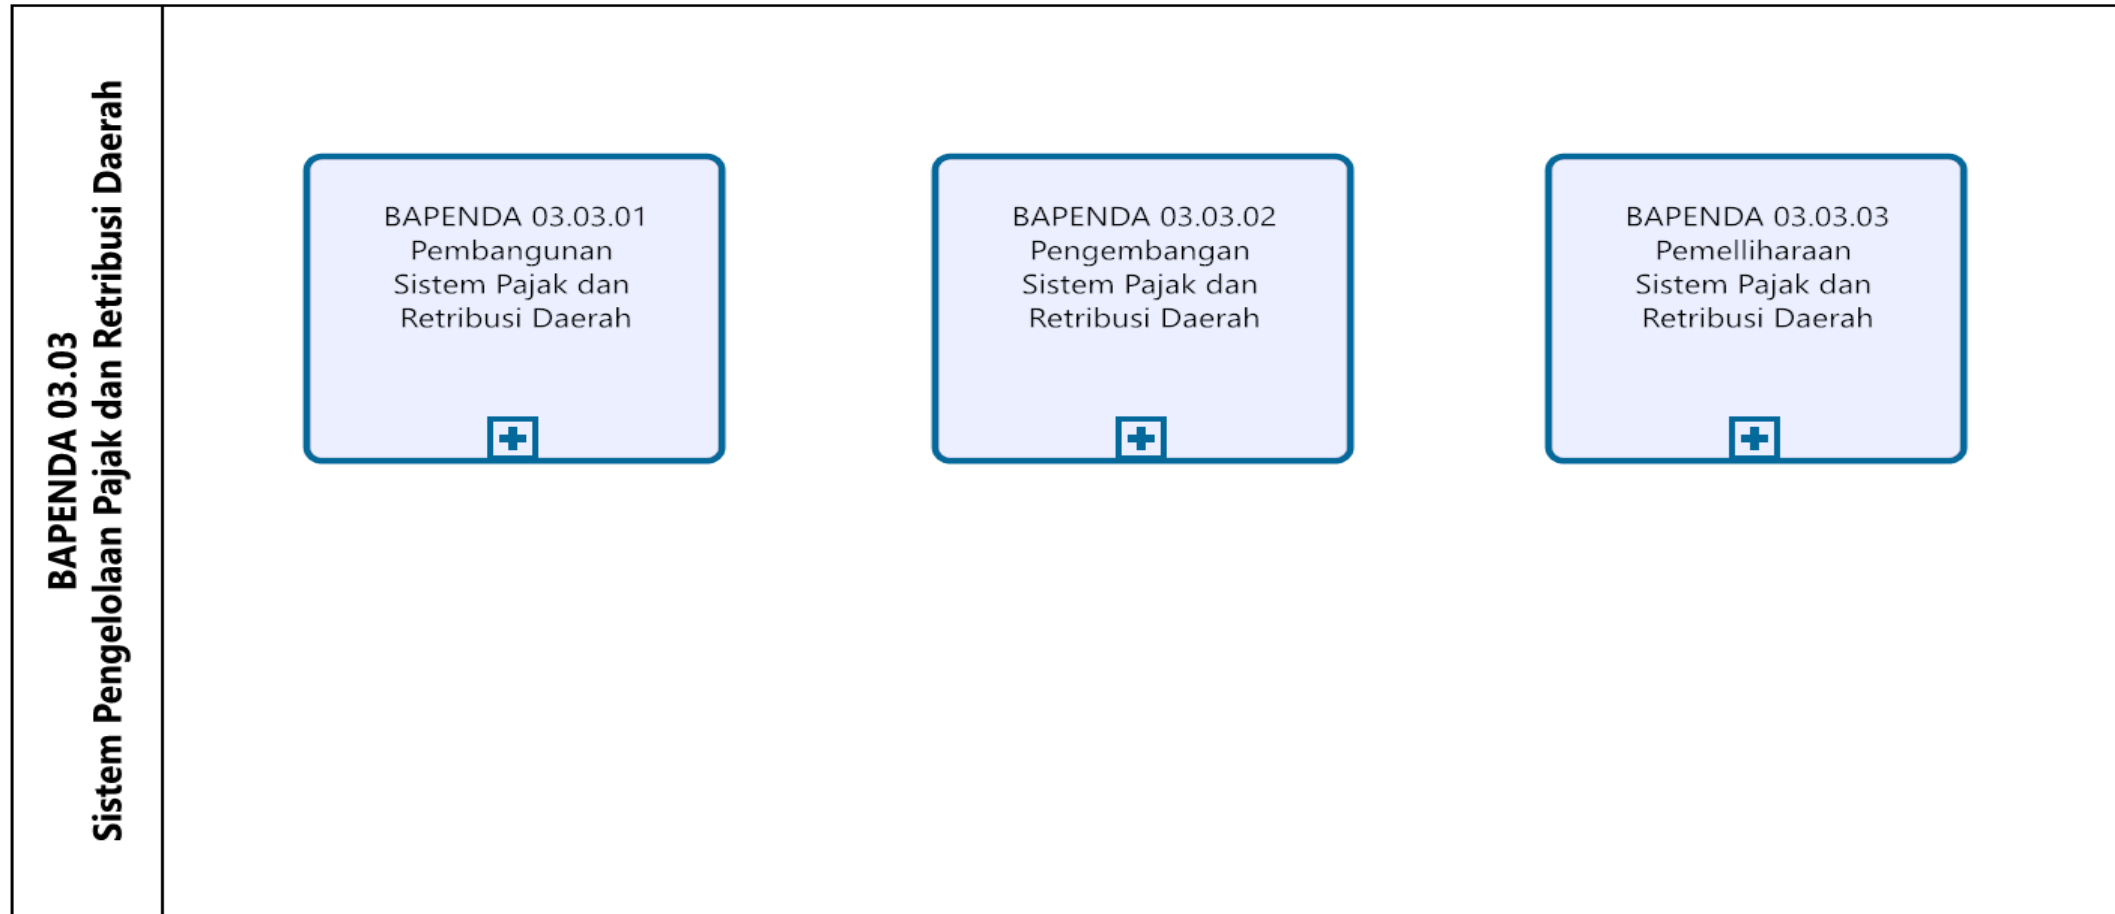 BAPENDA 03.03
Sistem Pengelolaan Pajak dan Retribusi Daerah
BAPENDA 03.03.01
Pembangunan
Sistem Pajak dan
Retribusi Daerah
BAPENDA 03.03.02
Pengembangan
Sistem Pajak dan
Retribusi Daerah
BAPENDA 03.03.03
Pemelliharaan
Sistem Pajak dan
Retribusi Daerah